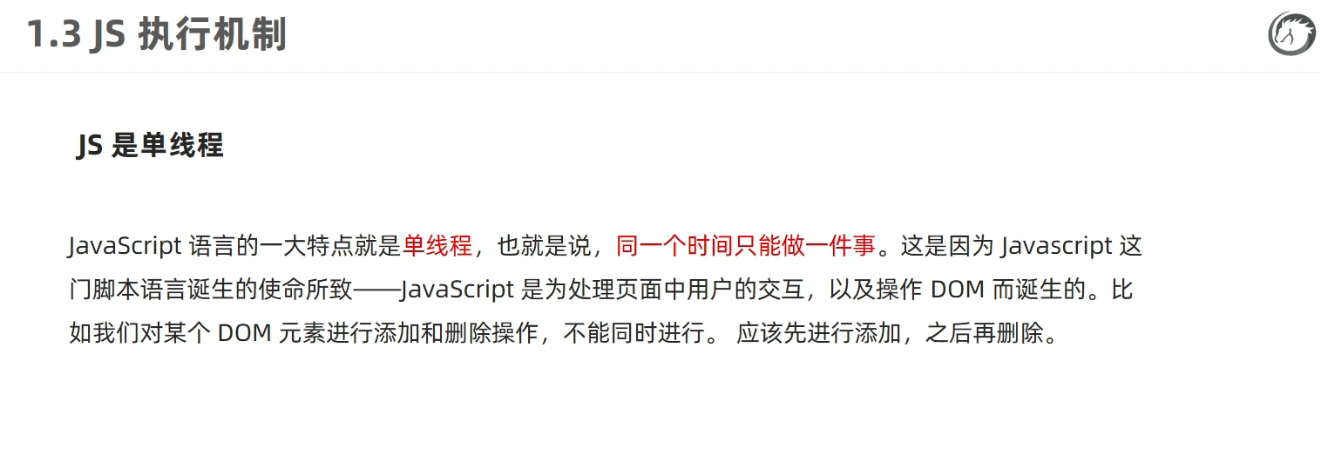 1.3 JS 执行机制
JS 是单线程
JavaScript 语言的一大特点就是单线程，也就是说，同一个时间只能做一件事。这是因为 Javascript 这
门脚本语言诞生的使命所致——JavaScript 是为处理页面中用户的交互，以及操作 DOM 而诞生的。比
如我们对某个 DOM 元素进行添加和删除操作，不能同时进行。 应该先进行添加，之后再删除。